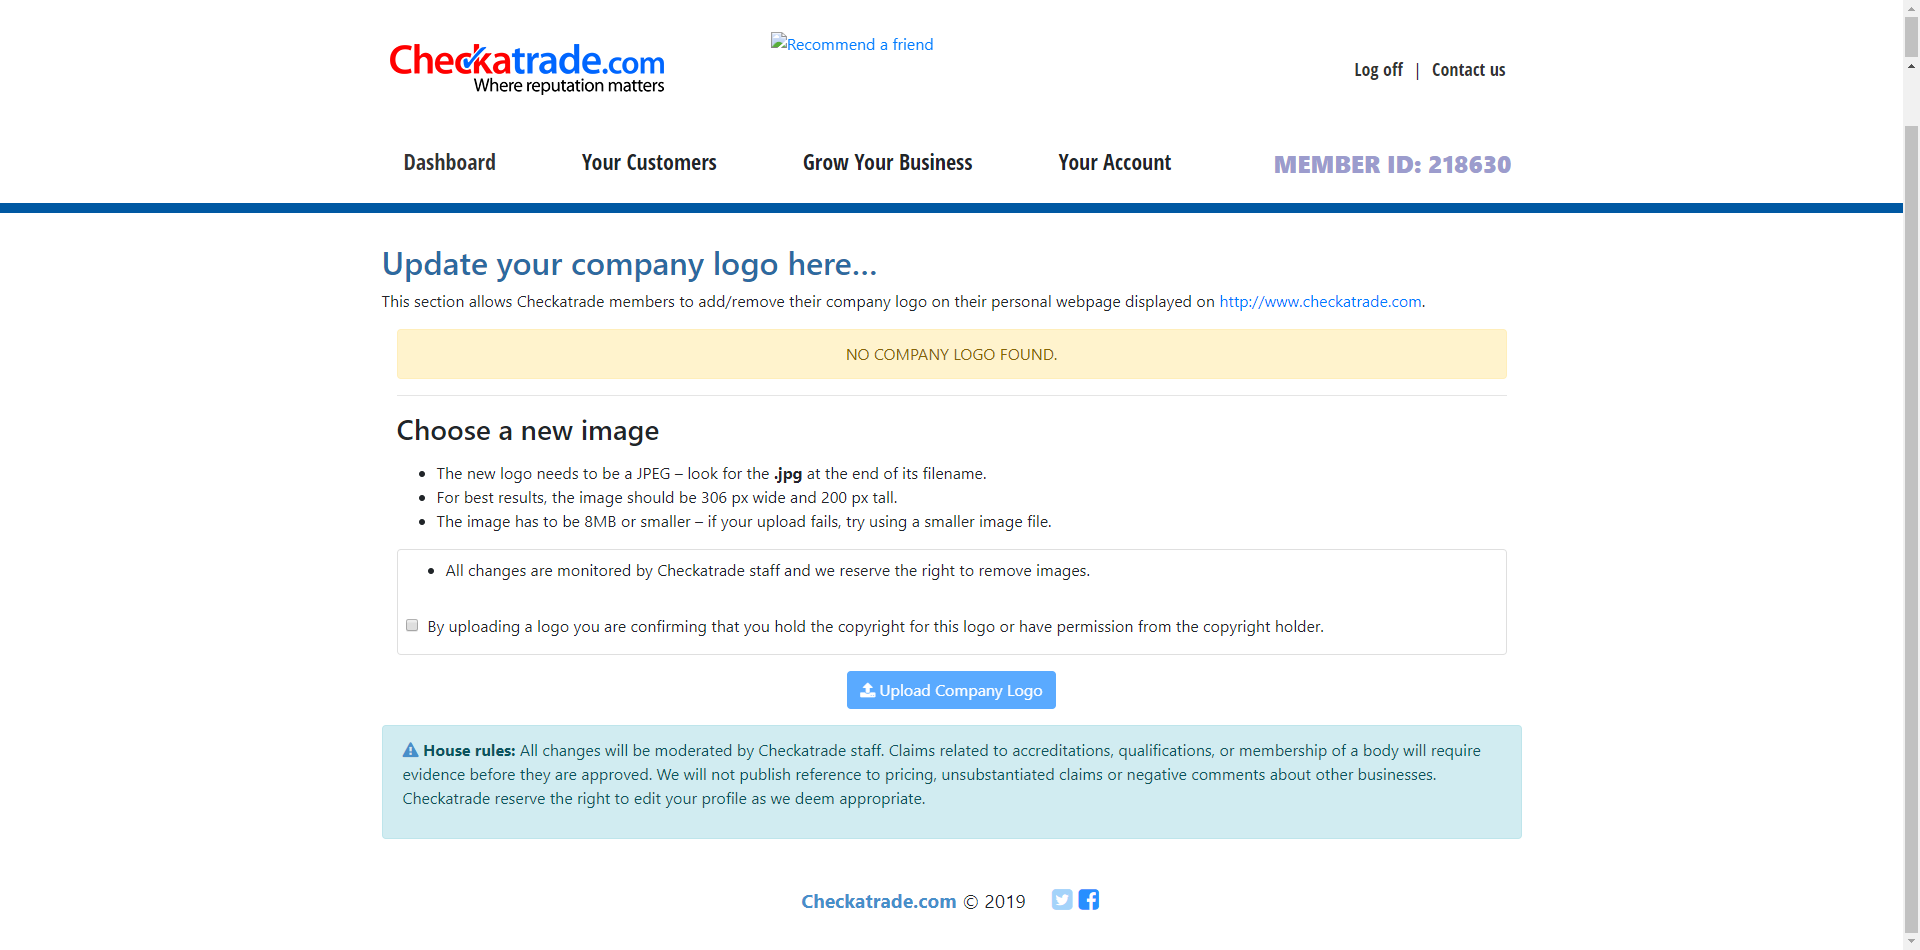 Checkatrade.com
Where reputation matters
Recommend a friend
Log off | Contact us
Dashboard
Your Customers
Grow Your Business
Your Account
MEMBER ID: 218630
Update your company logo here...
This section allows Checkatrade members to add/remove their company logo on their personal webpage displayed on http://www.checkatrade.com.
NO COMPANY LOGO FOUND.
Choose a new image
• The new logo needs to be a JPEG – look for the .jpg at the end of its filename.
• For best results, the image should be 306 px wide and 200 px tall.
• The image has to be 8MB or smaller – if your upload fails, try using a smaller image file.
• All changes are monitored by Checkatrade staff and we reserve the right to remove images.
By uploading a logo you are confirming that you hold the copyright for this logo or have permission from the copyright holder.
Upload Company Logo
House rules: All changes will be moderated by Checkatrade staff. Claims related to accreditations, qualifications, or membership of a body will require
evidence before they are approved. We will not publish reference to pricing, unsubstantiated claims or negative comments about other businesses.
Checkatrade reserve the right to edit your profile as we deem appropriate.
Checkatrade.com © 2019